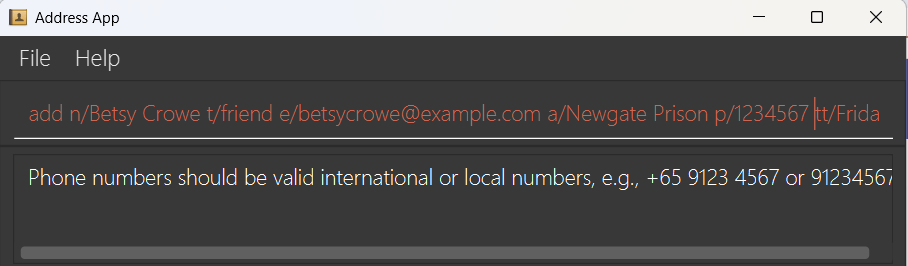 Address App
File Help
add n/Betsy Crowe t/friend e/betsycrowe@example.com a/Newgate Prison p/1234567 tt/Frida
Phone numbers should be valid international or local numbers, e.g., +65 9123 4567 or 91234567